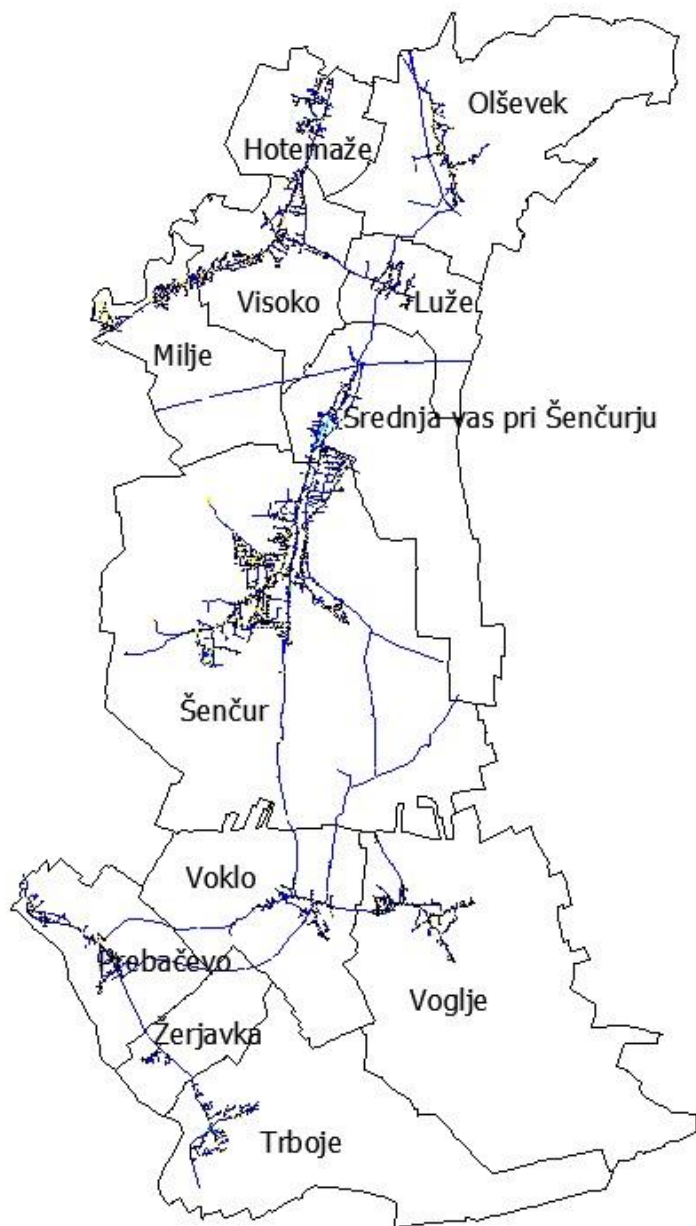 Olševek
Hotemaže
Visoko
Luže
Milje
Srednja vas pri Šenčurju
Šenčur
Voklo
Prebačevo
Voglje
Žerjavka
Trboje